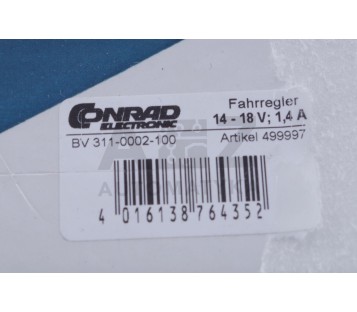 CONRAD
ELECTRONIC
Fahrregler
14 - 18 V; 1,4 A
BV 311-0002-100
Artikel 499997
4 016138 764352